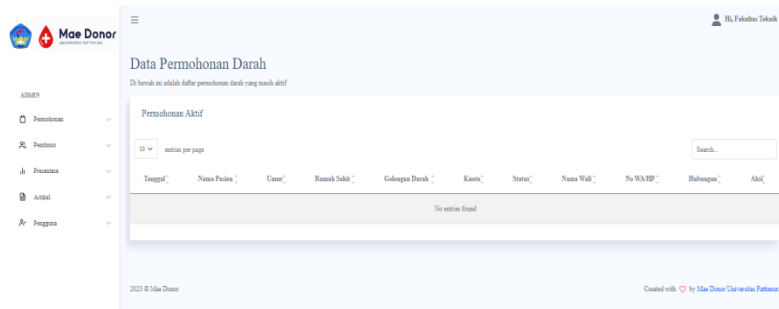 Mae Donor
UNIVERSITAS PATTIMURA
Hi, Fakultas Teknik
ADMIN
Permohonan
Pendonor
Presentase
Artikel
Pengguna
Data Permohonan Darah
Di bawah ini adalah daftar permohonan darah yang masih aktif
Permohonan Aktif
10 entries per page
Search...
Tanggal Nama Pasien Umur Rumah Sakit Golongan Darah Kuota Status Nama Wali No WA/HP Hubungan Aksi
No entries found
2023 © Mae Donor
Created with by Mae Donor Universitas Pattimura